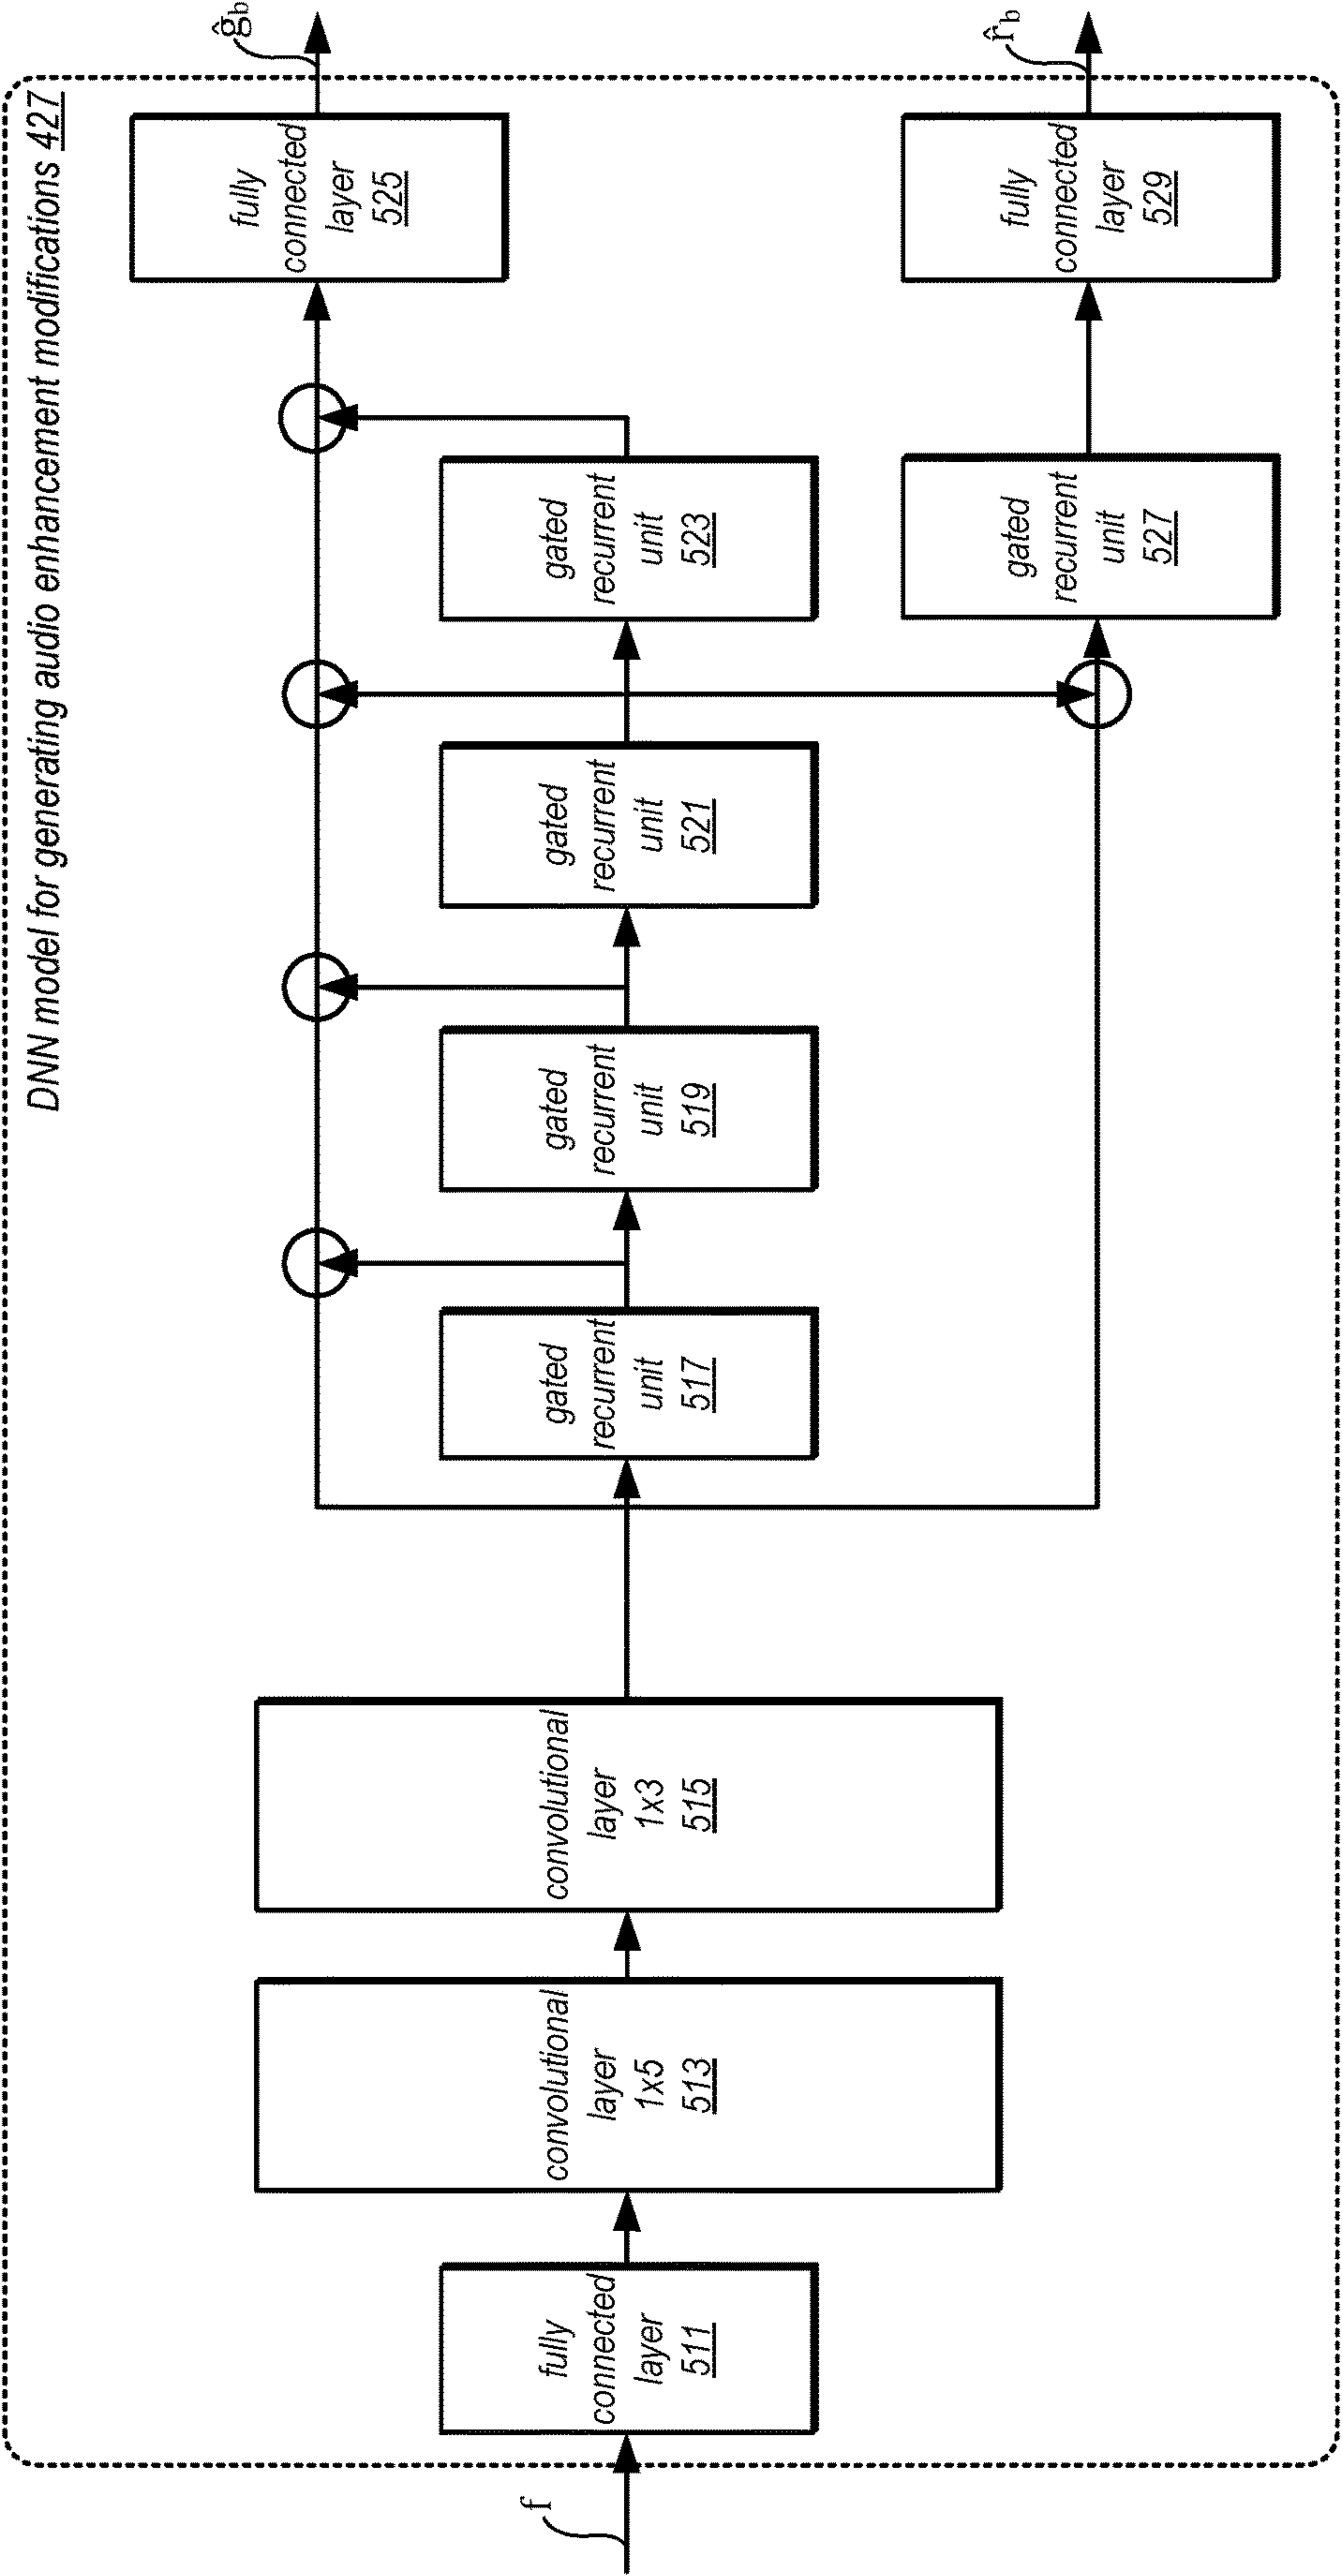 DNN model for generating audio enhancement modifications 427
f
fully
connected
layer
511
convolutional
layer
1x5
513
convolutional
layer
1x3
515
gated
recurrent
unit
517
gated
recurrent
unit
519
gated
recurrent
unit
521
gated
recurrent
unit
523
fully
connected
layer
525
ĝb
gated
recurrent
unit
527
fully
connected
layer
529
r̂b